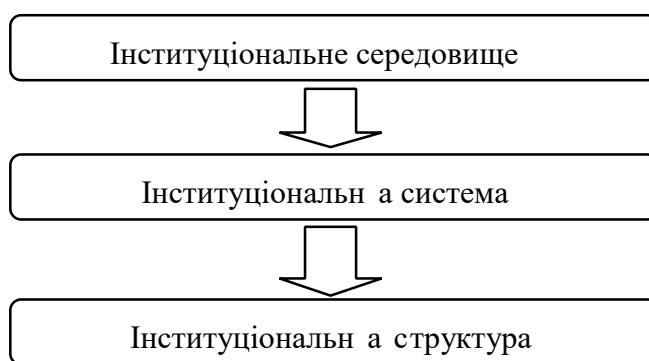 Інституціональне середовище
Інституціональн а система
Інституціональн а структура